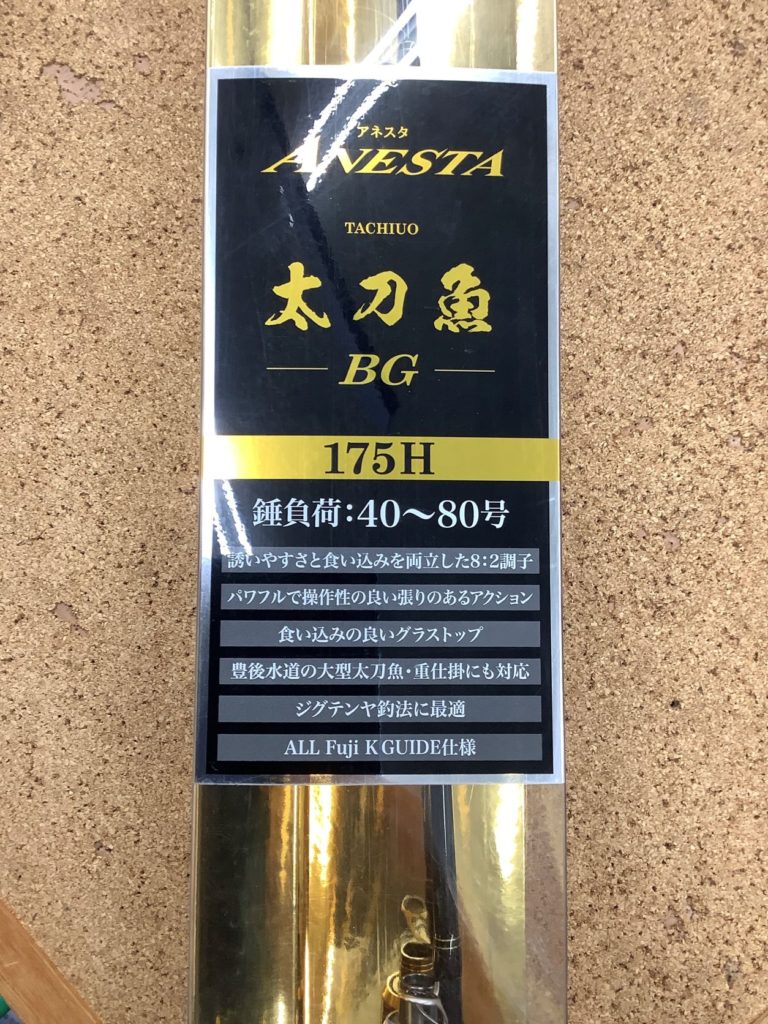 アネスタ
ANESTA
TACHIUO
太刀魚
BG
175H
錘負荷:40〜80号
誘いやすさと食い込みを両立した8:2調子
パワフルで操作性の良い張りのあるアクション
食い込みの良いグラストップ
豊後水道の大型太刀魚・重仕掛にも対応
ジグテンヤ釣法に最適
ALL Fuji K GUIDE仕様